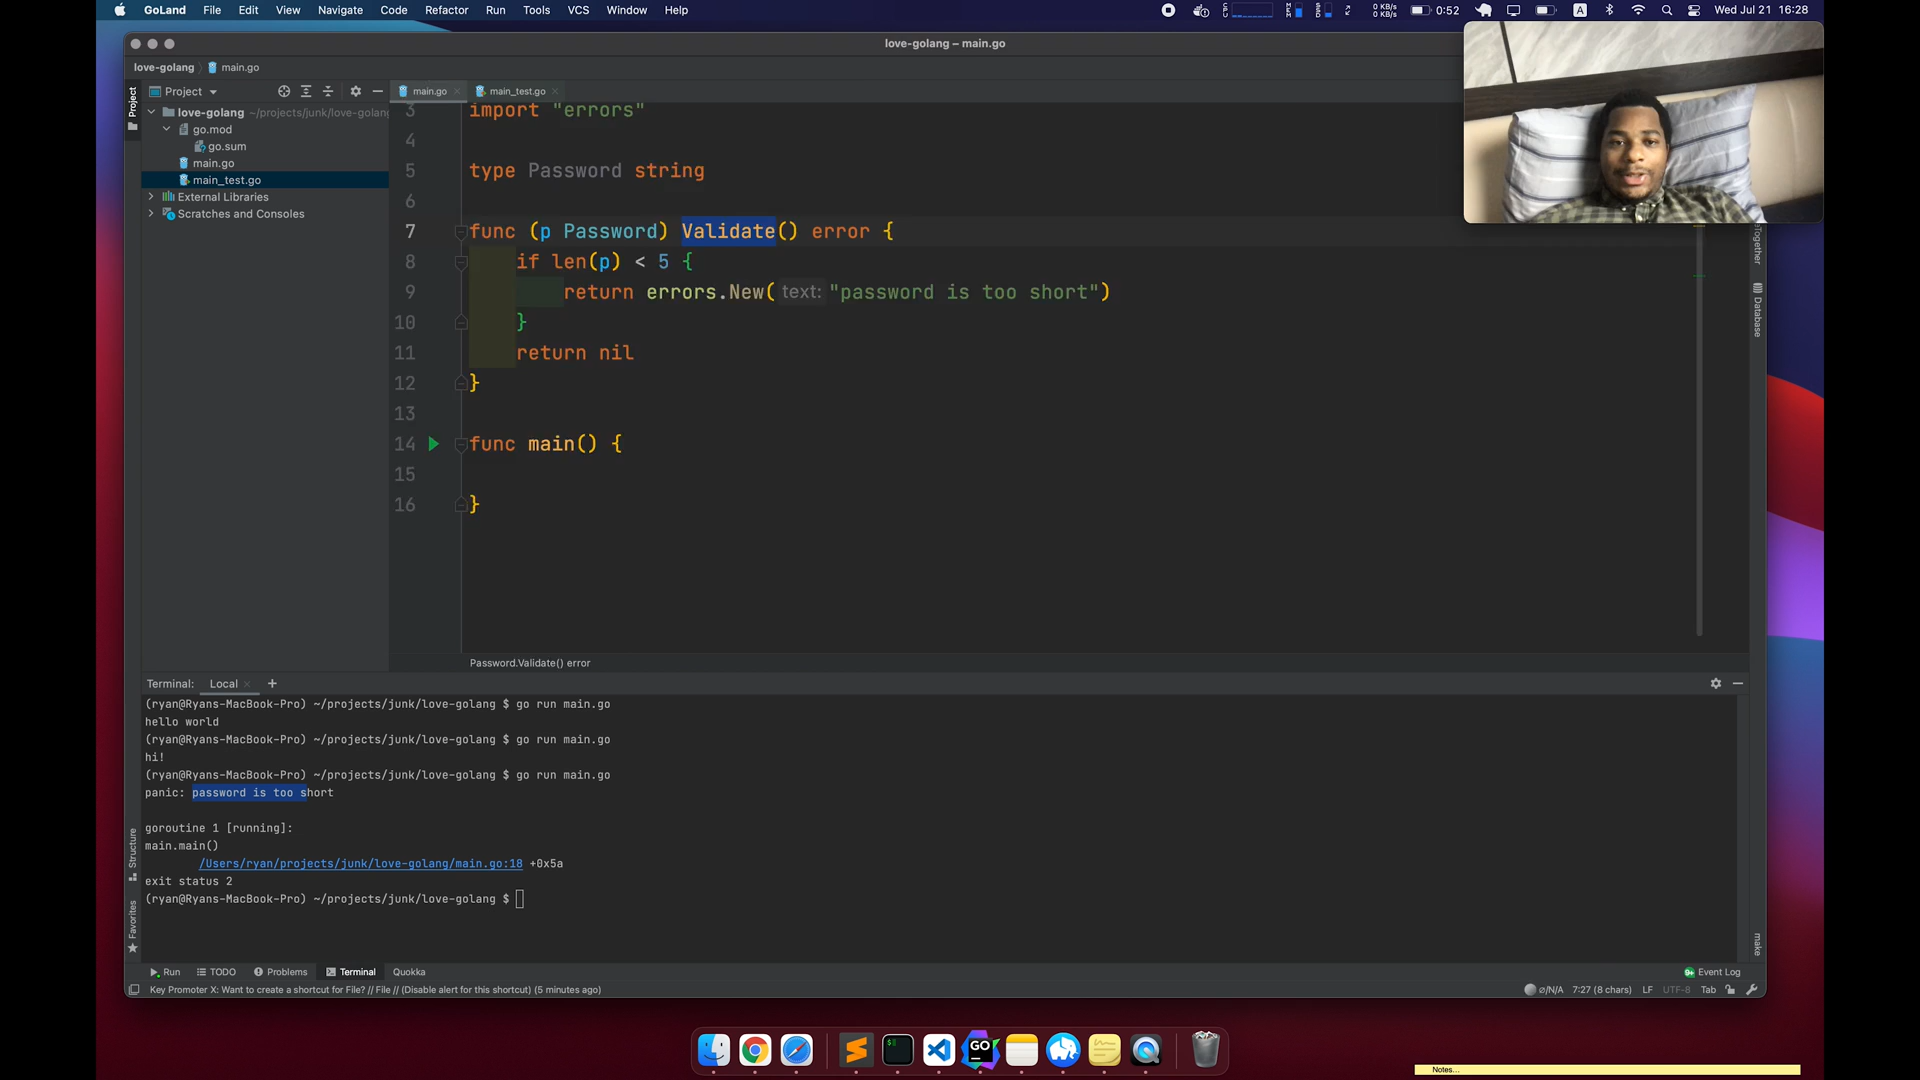 GoLand File Edit View Navigate Code Refactor Run Tools VCS Window Help
0 KB/s
0 KB/s
0:52 A Wed Jul 21 16:28
love-golang – main.go
love-golang main.go
Project
Project
main.go
main_test.go
love-golang ~/projects/junk/love-golang
go.mod
go.sum
main.go
main_test.go
External Libraries
Scratches and Consoles
3 import "errors"
4
5 type Password string
6
7 func (p Password) Validate() error {
8 if len(p) < 5 {
9 return errors.New( text: "password is too short")
10 }
11 return nil
12 }
13
14 func main() {
15
16 }
Password.Validate() error
Database
Terminal: Local +
(ryan@Ryans-MacBook-Pro) ~/projects/junk/love-golang $ go run main.go
hello world
(ryan@Ryans-MacBook-Pro) ~/projects/junk/love-golang $ go run main.go
hi!
(ryan@Ryans-MacBook-Pro) ~/projects/junk/love-golang $ go run main.go
panic: password is too short
goroutine 1 [running]:
main.main()
/Users/ryan/projects/junk/love-golang/main.go:18 +0x5a
exit status 2
(ryan@Ryans-MacBook-Pro) ~/projects/junk/love-golang $
Structure
Favorites
make
Run TODO Problems Terminal Quokka
9+ Event Log
Key Promoter X: Want to create a shortcut for File? // File // (Disable alert for this shortcut) (5 minutes ago)
⌀/N/A 7:27 (8 chars) LF UTF-8 Tab
GO
Notes...